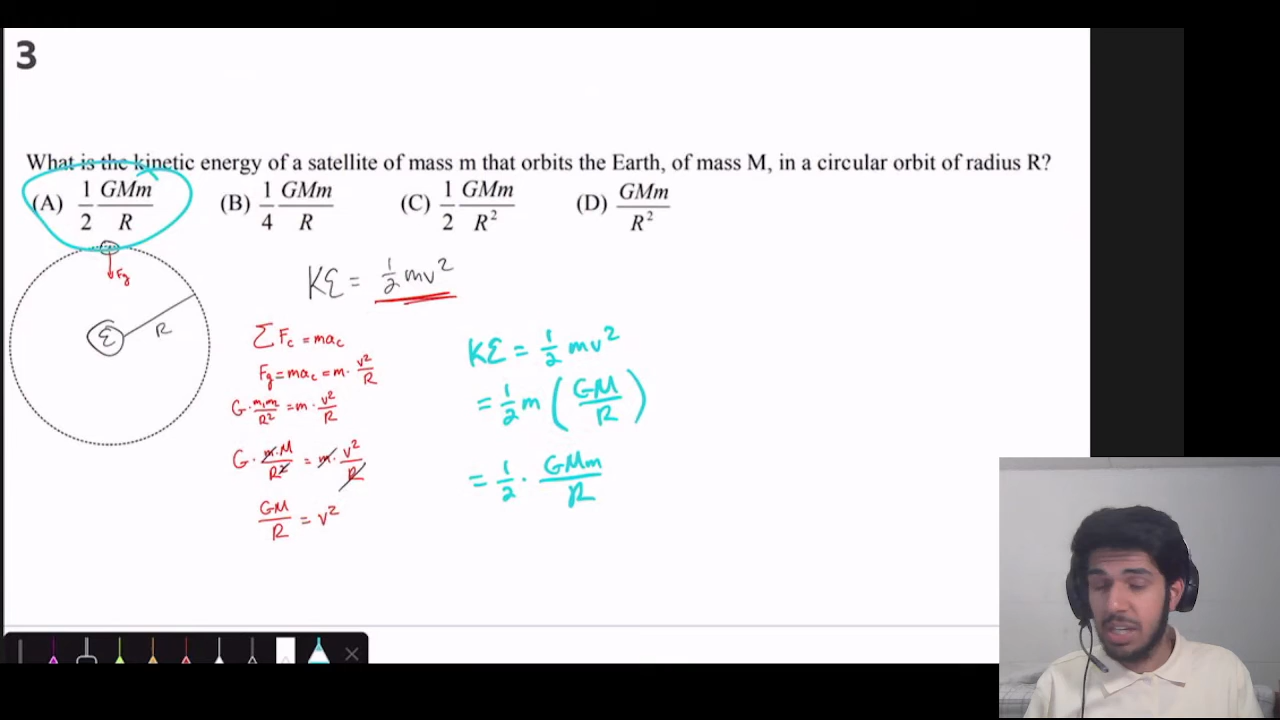 3
What is the kinetic energy of a satellite of mass m that orbits the Earth, of mass M, in a circular orbit of radius R?
(A) 1/2 GMm/R (B) 1/4 GMm/R (C) 1/2 GMm/R² (D) GMm/R²
Fg
E
R
KE = 1/2 mv²
ΣFc = mac
Fg = mac = m · v²/R
G · m₁m₂/R² = m · v²/R
G · m·M/R² = m · v²/R
GM/R = v²
KE = 1/2 mv²
= 1/2 m (GM/R)
= 1/2 · GMm/R